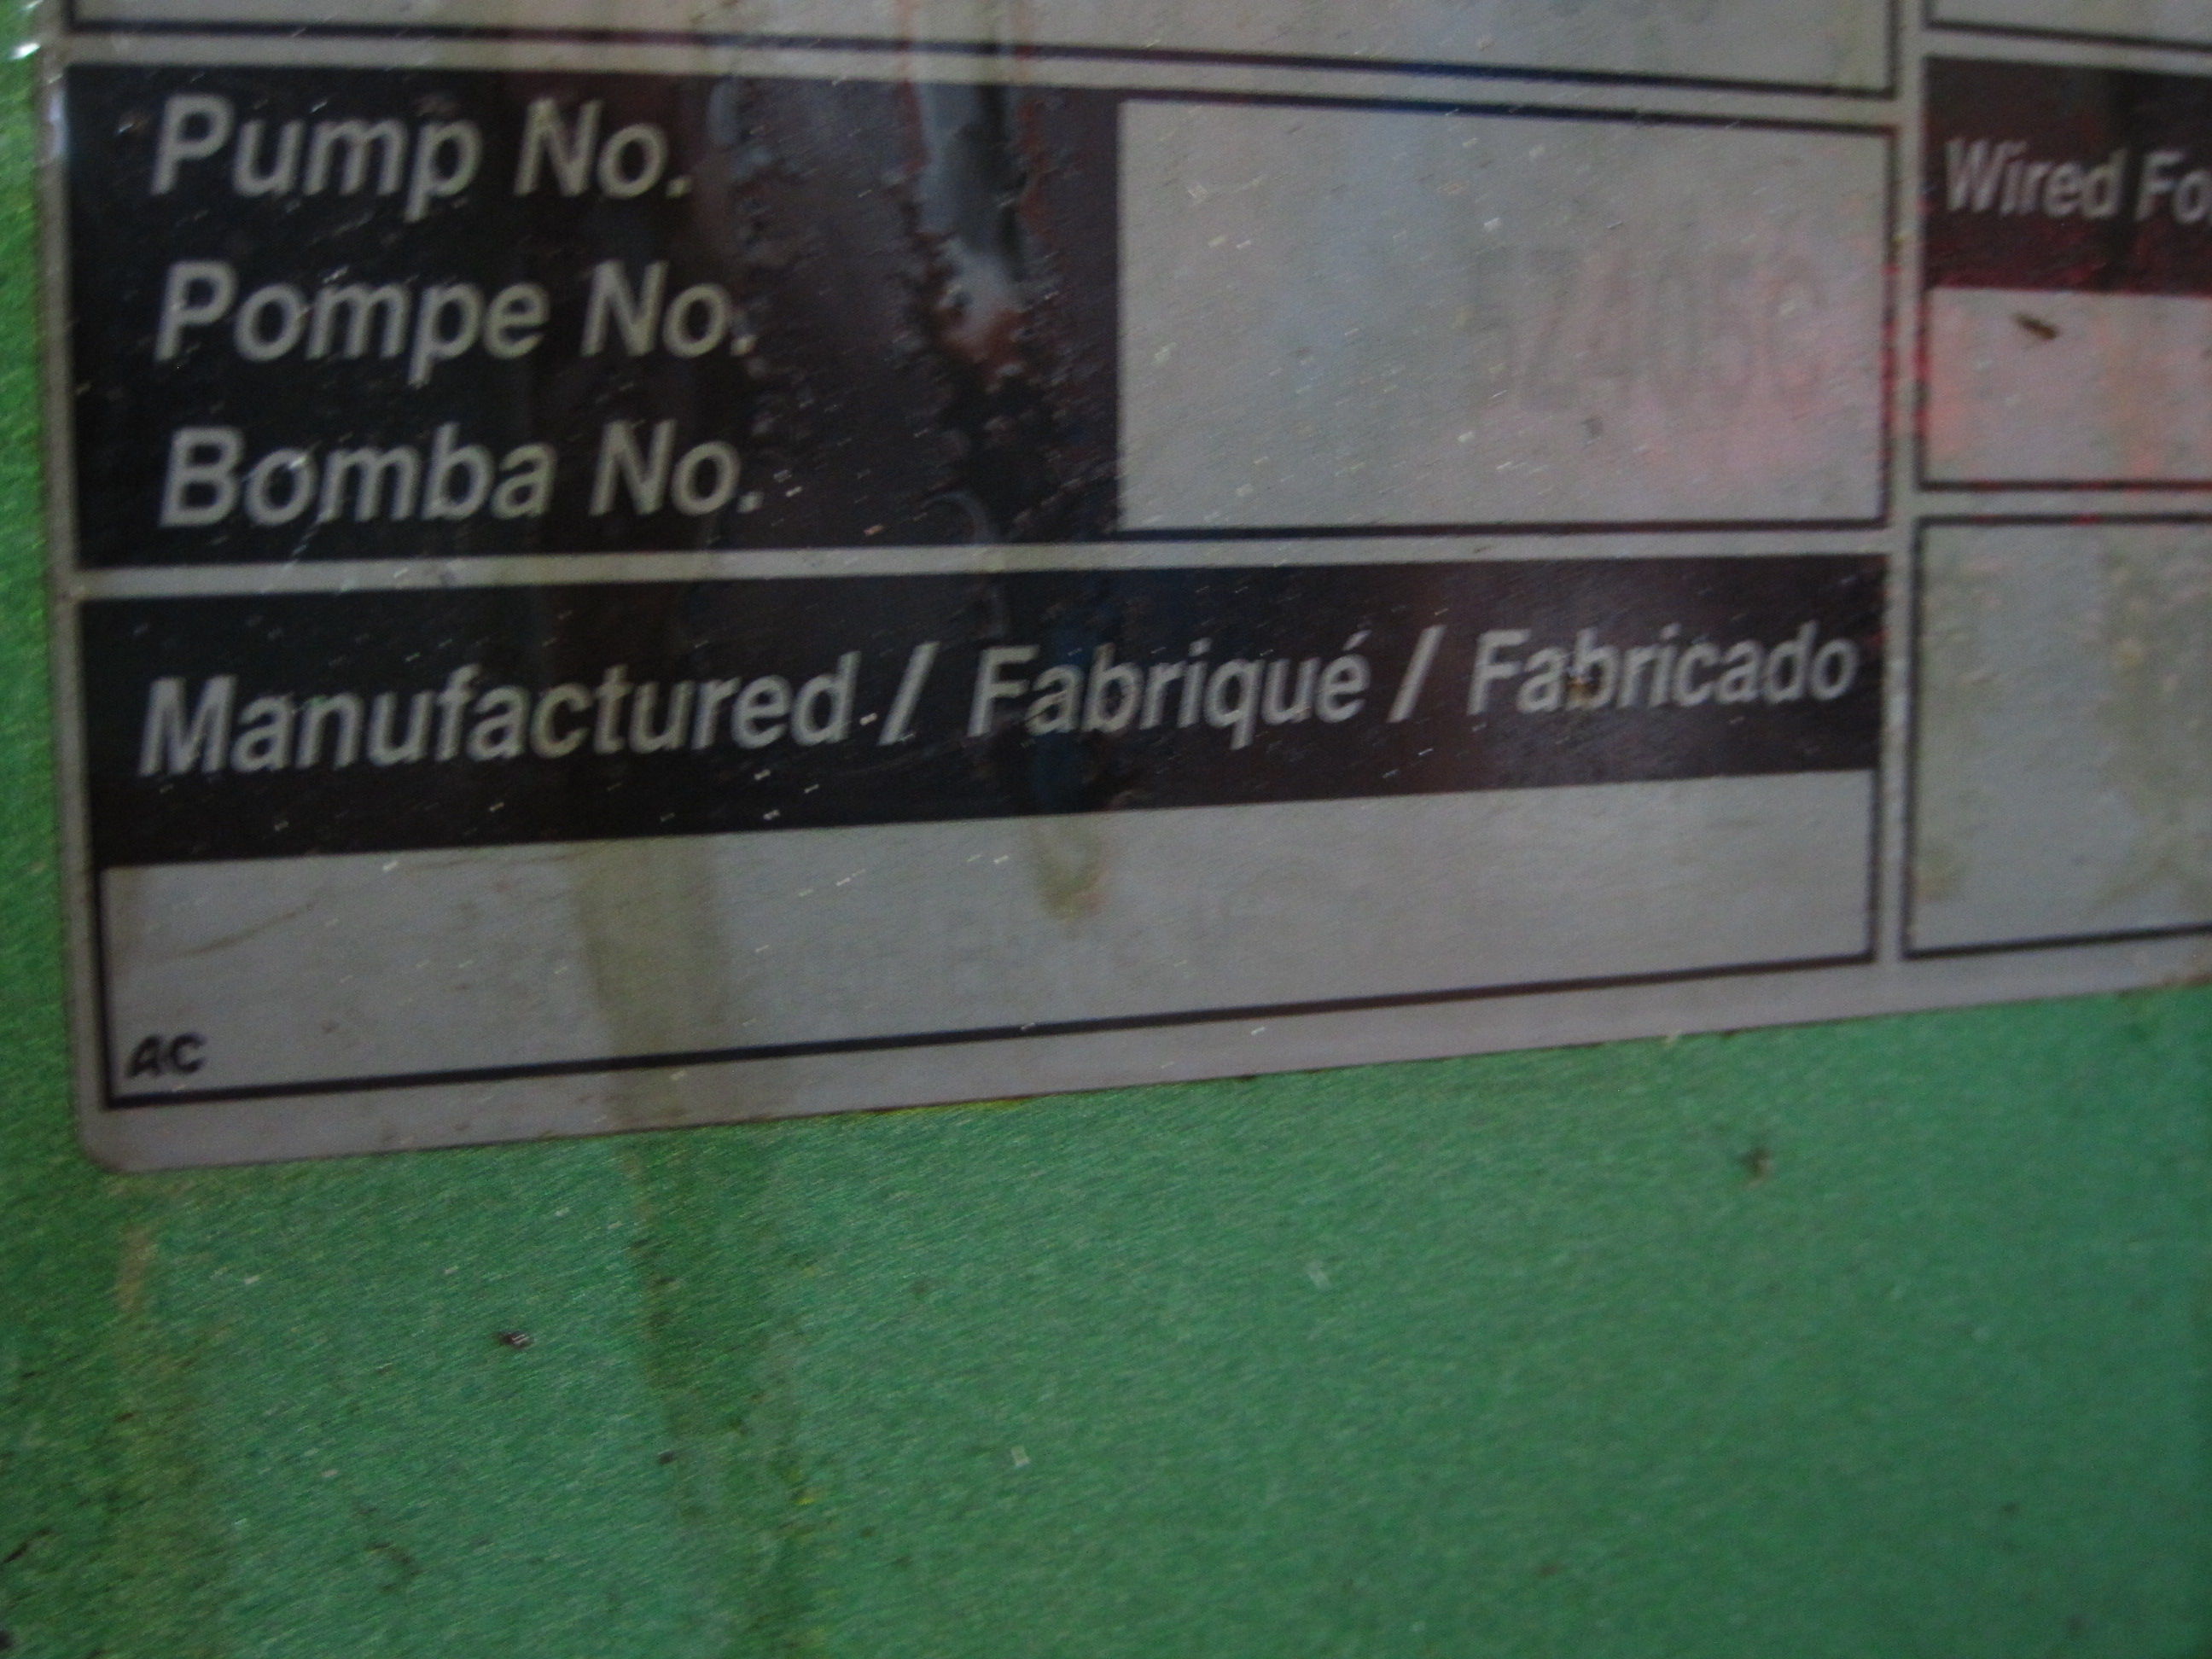 Pump No.
Pompe No.
Bomba No.
Wired Fo
Manufactured / Fabriqué / Fabricado
AC